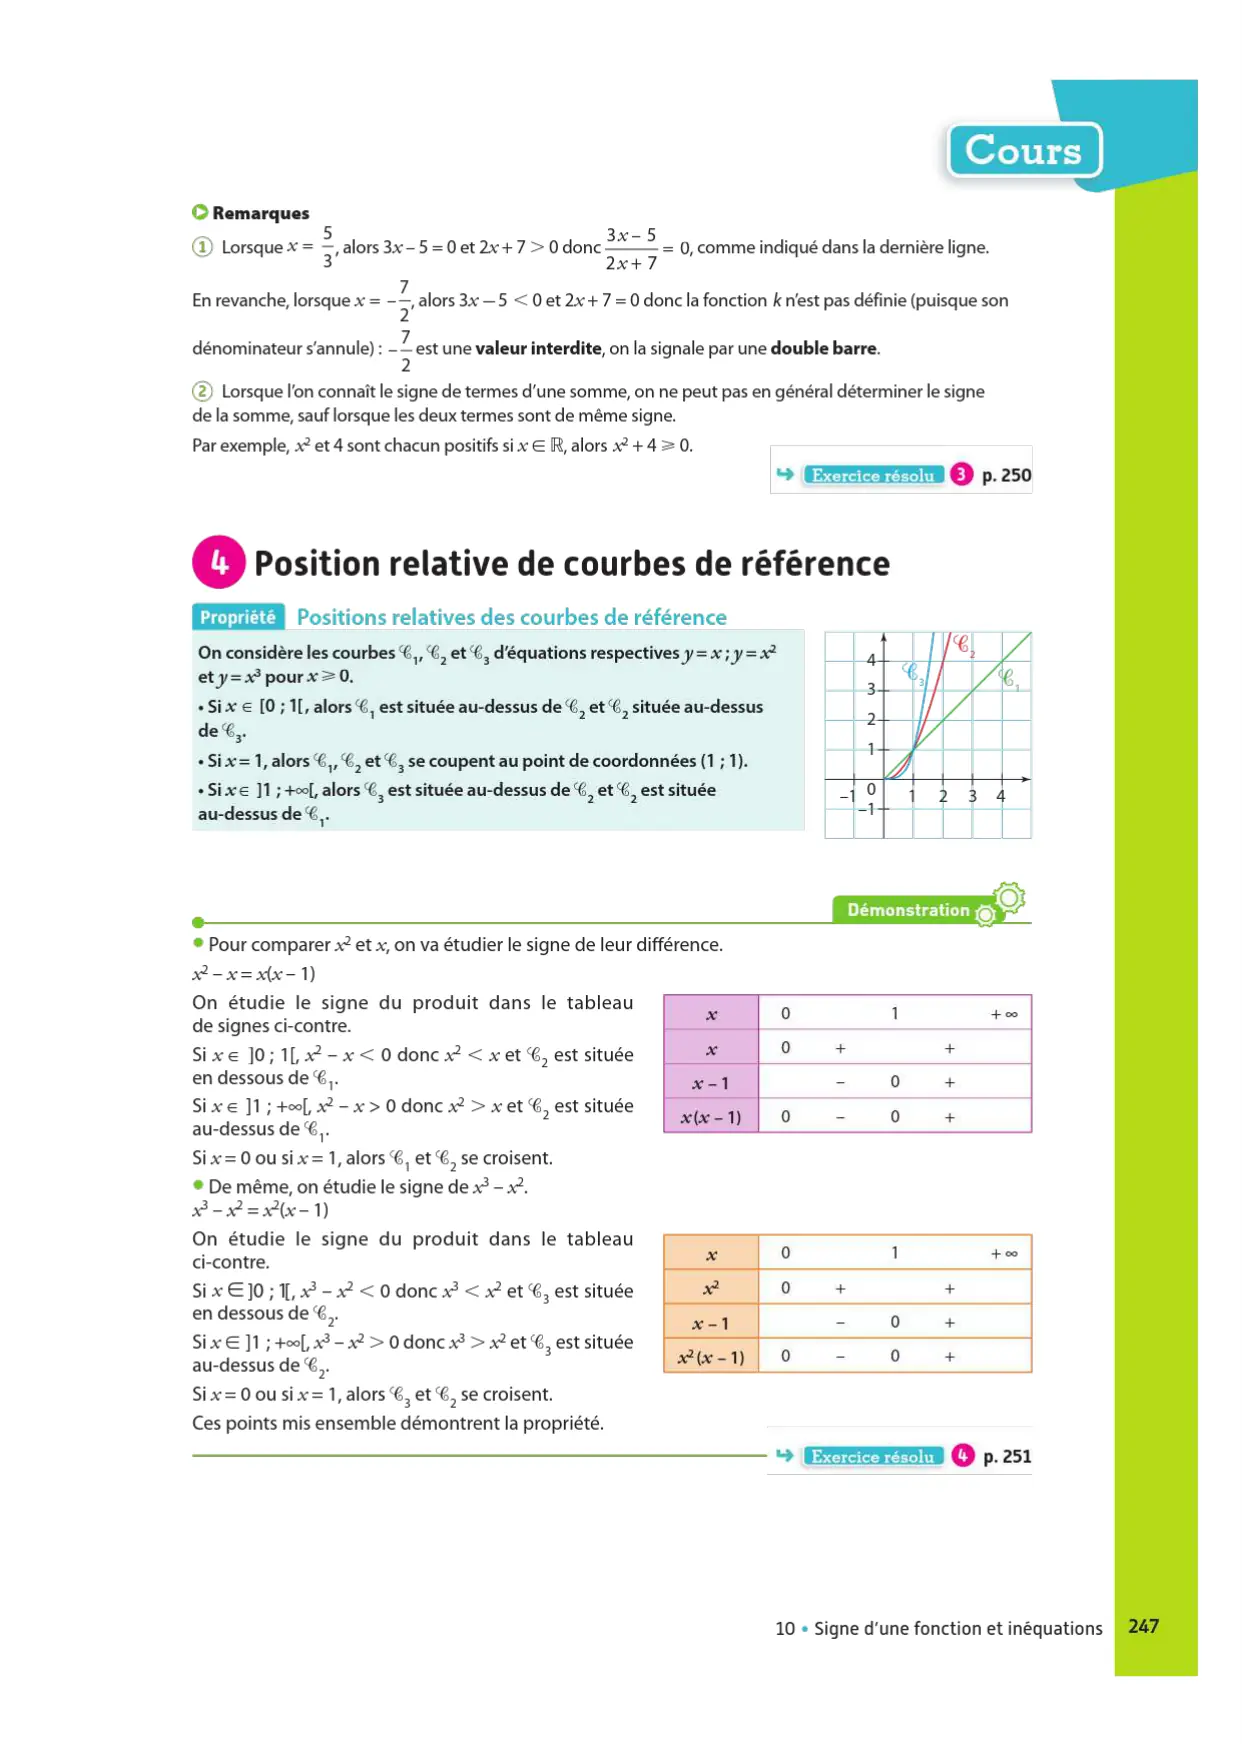 Cours
Remarques
① Lorsque x = 5/3, alors 3x – 5 = 0 et 2x + 7 > 0 donc (3x – 5)/(2x + 7) = 0, comme indiqué dans la dernière ligne.
En revanche, lorsque x = –7/2, alors 3x — 5 < 0 et 2x + 7 = 0 donc la fonction k n'est pas définie (puisque son
dénominateur s'annule) : –7/2 est une valeur interdite, on la signale par une double barre.
② Lorsque l'on connaît le signe de termes d'une somme, on ne peut pas en général déterminer le signe
de la somme, sauf lorsque les deux termes sont de même signe.
Par exemple, x² et 4 sont chacun positifs si x ∈ ℝ, alors x² + 4 ⩾ 0.
Exercice résolu 3 p. 250
4 Position relative de courbes de référence
Propriété Positions relatives des courbes de référence
On considère les courbes 𝒞₁, 𝒞₂ et 𝒞₃ d'équations respectives y = x ; y = x²
et y = x³ pour x ⩾ 0.
• Si x ∈ [0 ; 1[, alors 𝒞₁ est située au-dessus de 𝒞₂ et 𝒞₂ située au-dessus
de 𝒞₃.
• Si x = 1, alors 𝒞₁, 𝒞₂ et 𝒞₃ se coupent au point de coordonnées (1 ; 1).
• Si x ∈ ]1 ; +∞[, alors 𝒞₃ est située au-dessus de 𝒞₂ et 𝒞₂ est située
au-dessus de 𝒞₁.
𝒞₂
4 𝒞₃ 𝒞₁
3
2
1
–1 0 1 2 3 4
–1
Démonstration
• Pour comparer x² et x, on va étudier le signe de leur différence.
x² – x = x(x – 1)
On étudie le signe du produit dans le tableau
de signes ci-contre.
Si x ∈ ]0 ; 1[, x² – x < 0 donc x² < x et 𝒞₂ est située
en dessous de 𝒞₁.
Si x ∈ ]1 ; +∞[, x² – x > 0 donc x² > x et 𝒞₂ est située
au-dessus de 𝒞₁.
Si x = 0 ou si x = 1, alors 𝒞₁ et 𝒞₂ se croisent.
x 0 1 + ∞
x 0 + +
x – 1 – 0 +
x(x – 1) 0 – 0 +
• De même, on étudie le signe de x³ – x².
x³ – x² = x²(x – 1)
On étudie le signe du produit dans le tableau
ci-contre.
Si x ∈ ]0 ; 1[, x³ – x² < 0 donc x³ < x² et 𝒞₃ est située
en dessous de 𝒞₂.
Si x ∈ ]1 ; +∞[, x³ – x² > 0 donc x³ > x² et 𝒞₃ est située
au-dessus de 𝒞₂.
Si x = 0 ou si x = 1, alors 𝒞₃ et 𝒞₂ se croisent.
Ces points mis ensemble démontrent la propriété.
x 0 1 + ∞
x² 0 + +
x – 1 – 0 +
x²(x – 1) 0 – 0 +
Exercice résolu 4 p. 251
10 • Signe d'une fonction et inéquations 247